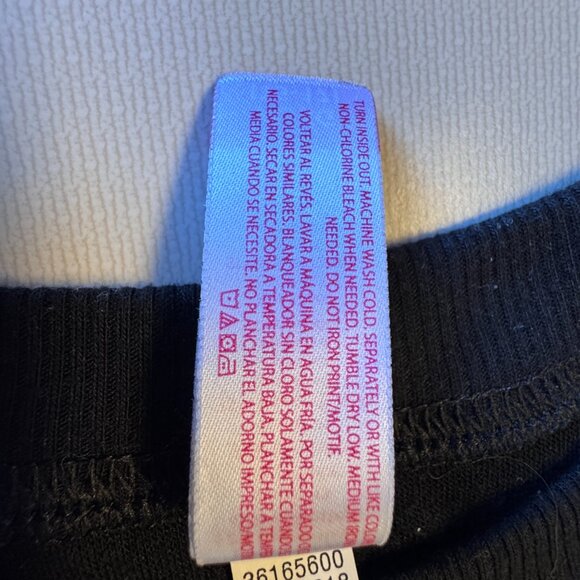 TURN INSIDE OUT. MACHINE WASH COLD, SEPARATELY OR WITH LIKE COLO
NON-CHLORINE BLEACH WHEN NEEDED. TUMBLE DRY LOW. MEDIUM IRON
NEEDED. DO NOT IRON PRINT/MOTIF.
VOLTEAR AL REVÉS. LAVAR A MÁQUINA EN AGUA FRÍA. POR SEPARADO O
COLORES SIMILARES. BLANQUEADOR SIN CLORO SOLAMENTE CUANDO
NECESARIO. SECAR EN SECADORA A TEMPERATURA BAJA. PLANCHAR A
MEDIA CUANDO SE NECESITE. NO PLANCHAR EL ADORNO IMPRESO/MO
36165600